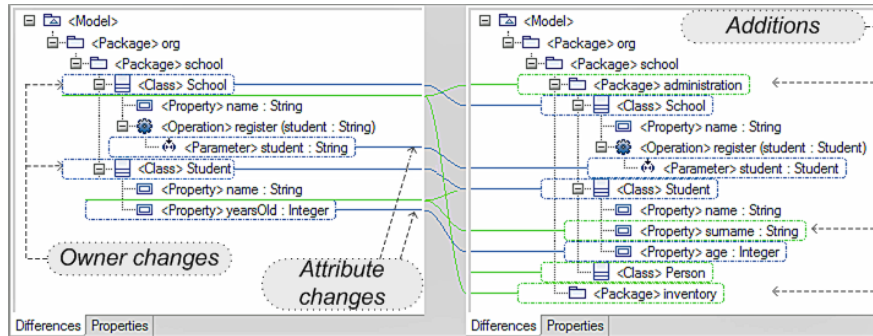 <Model>
<Package> org
<Package> school
<Class> School
<Property> name : String
<Operation> register (student : String)
<Parameter> student : String
<Class> Student
<Property> name : String
<Property> yearsOld : Integer
Owner changes
Attribute
changes
Differences Properties
<Model>
Additions
<Package> org
<Package> school
<Package> administration
<Class> School
<Property> name : String
<Operation> register (student : Student)
<Parameter> student : Student
<Class> Student
<Property> name : String
<Property> surname : String
<Property> age : Integer
<Class> Person
<Package> inventory
Differences Properties